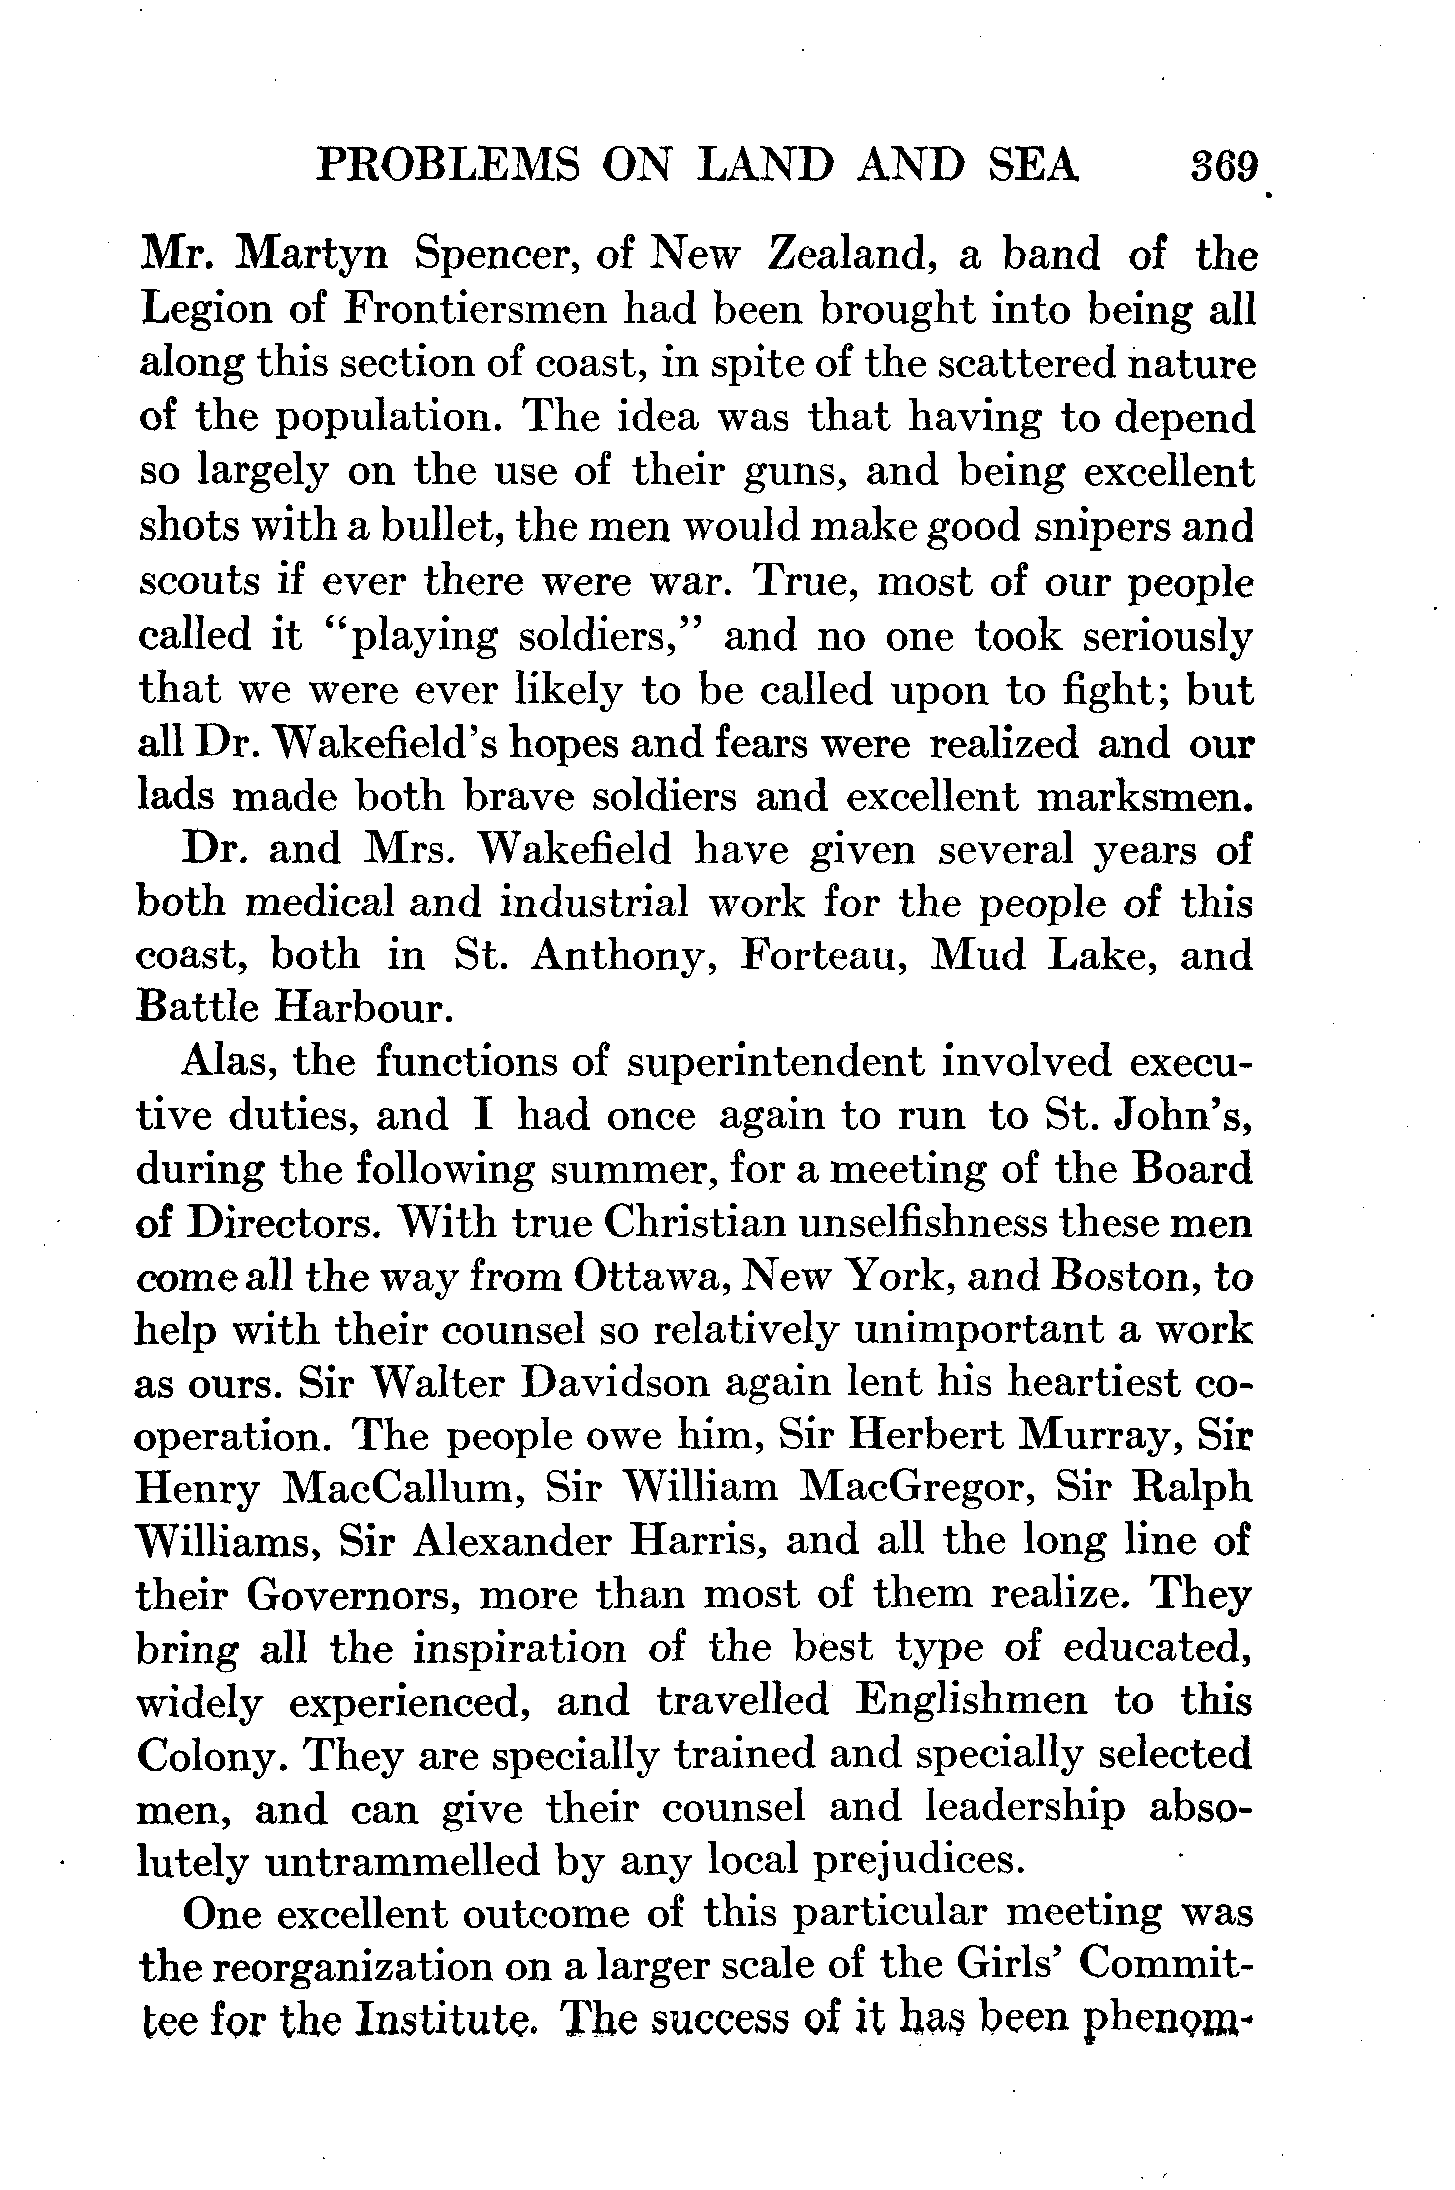 PROBLEMS ON LAND AND SEA 369
Mr. Martyn Spencer, of New Zealand, a band of the
Legion of Frontiersmen had been brought into being all
along this section of coast, in spite of the scattered nature
of the population. The idea was that having to depend
so largely on the use of their guns, and being excellent
shots with a bullet, the men would make good snipers and
scouts if ever there were war. True, most of our people
called it “playing soldiers,” and no one took seriously
that we were ever likely to be called upon to fight; but
all Dr. Wakefield’s hopes and fears were realized and our
lads made both brave soldiers and excellent marksmen.
Dr. and Mrs. Wakefield have given several years of
both medical and industrial work for the people of this
coast, both in St. Anthony, Forteau, Mud Lake, and
Battle Harbour.
Alas, the functions of superintendent involved execu-
tive duties, and I had once again to run to St. John’s,
during the following summer, for a meeting of the Board
of Directors. With true Christian unselfishness these men
come all the way from Ottawa, New York, and Boston, to
help with their counsel so relatively unimportant a work
as ours. Sir Walter Davidson again lent his heartiest co-
operation. The people owe him, Sir Herbert Murray, Sir
Henry MacCallum, Sir William MacGregor, Sir Ralph
Williams, Sir Alexander Harris, and all the long line of
their Governors, more than most of them realize. They
bring all the inspiration of the best type of educated,
widely experienced, and travelled Englishmen to this
Colony. They are specially trained and specially selected
men, and can give their counsel and leadership abso-
lutely untrammelled by any local prejudices.
One excellent outcome of this particular meeting was
the reorganization on a larger scale of the Girls’ Commit-
tee for the Institute. The success of it has been phenom-